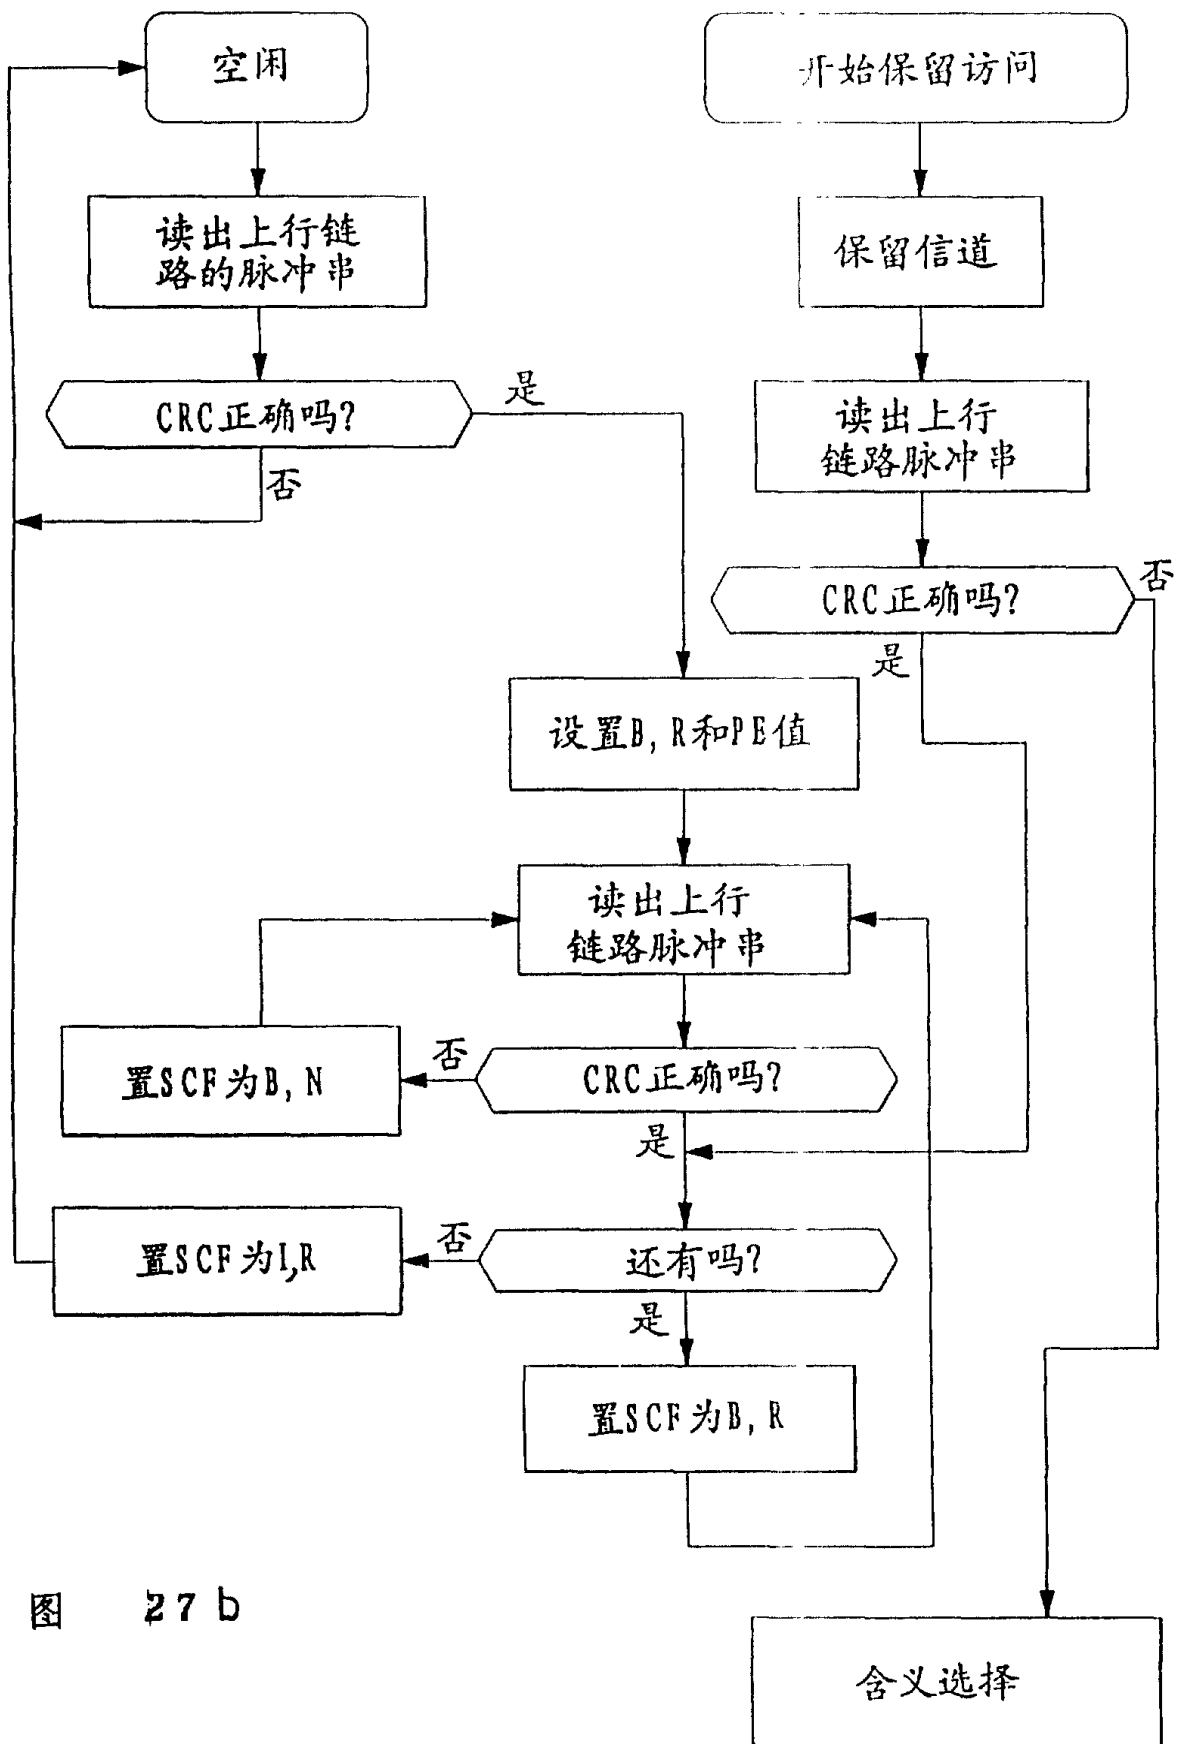 空闲
开始保留访问
读出上行链
路的脉冲串
保留信道
CRC正确吗?
是
否
读出上行
链路脉冲串
CRC正确吗?
否
是
设置B,R和PE值
读出上行
链路脉冲串
置SCF为B,N
否
CRC正确吗?
是
置SCF为I,R
否
还有吗?
是
置SCF为B,R
图 27b
含义选择